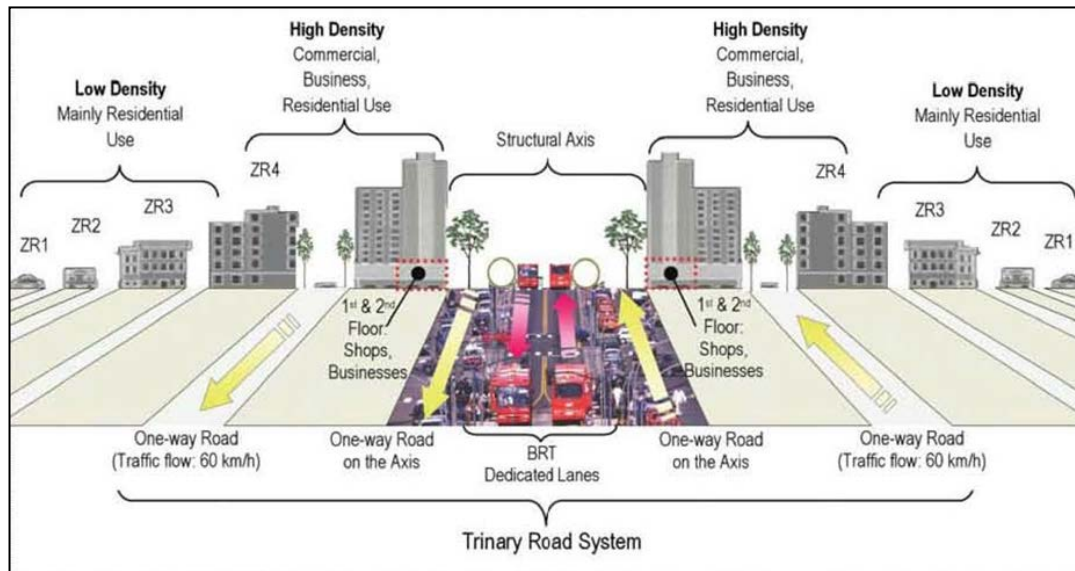 High Density
Commercial,
Business,
Residential Use
High Density
Commercial,
Business,
Residential Use
Low Density
Mainly Residential
Use
Low Density
Mainly Residential
Use
Structural Axis
ZR4
ZR4
ZR3
ZR2
ZR1
ZR3
ZR2
ZR1
1st & 2nd
Floor:
Shops,
Businesses
1st & 2nd
Floor:
Shops,
Businesses
One-way Road
(Traffic flow: 60 km/h)
One-way Road
on the Axis
BRT
Dedicated Lanes
One-way Road
on the Axis
One-way Road
(Traffic flow: 60 km/h)
Trinary Road System